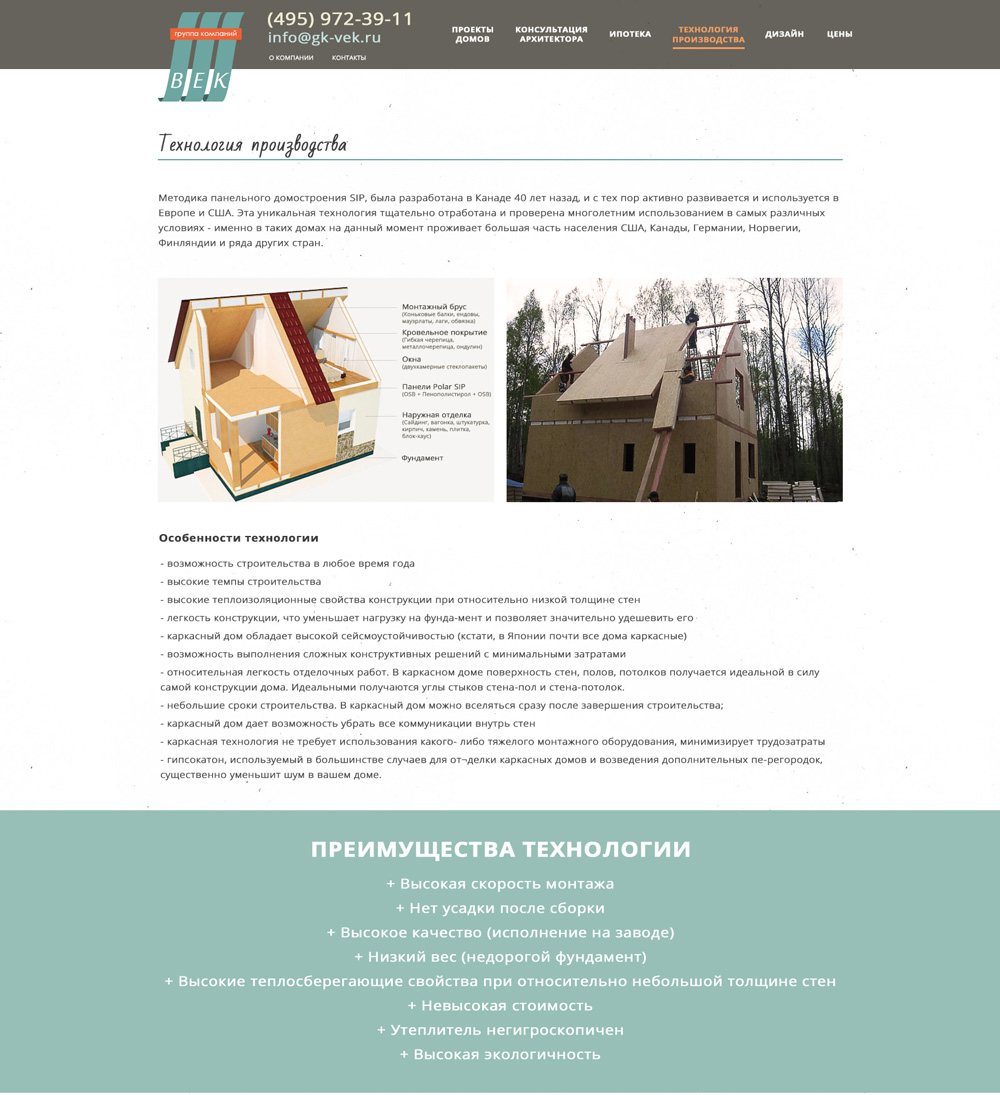 группа компаний
ВЕК
(495) 972-39-11
info@gk-vek.ru
О КОМПАНИИ КОНТАКТЫ
ПРОЕКТЫ
ДОМОВ
КОНСУЛЬТАЦИЯ
АРХИТЕКТОРА
ИПОТЕКА
ТЕХНОЛОГИЯ
ПРОИЗВОДСТВА
ДИЗАЙН
ЦЕНЫ
Технология производства
Методика панельного домостроения SIP, была разработана в Канаде 40 лет назад, и с тех пор активно развивается и используется в
Европе и США. Эта уникальная технология тщательно отработана и проверена многолетним использованием в самых различных
условиях - именно в таких домах на данный момент проживает большая часть населения США, Канады, Германии, Норвегии,
Финляндии и ряда других стран.
Монтажный брус
(Коньковые балки, ендовы,
мауэрлаты, лаги, обвязка)
Кровельное покрытие
(Гибкая черепица,
металлочерепица, ондулин)
Окна
(двухкамерные стеклопакеты)
Панели Polar SIP
(OSB + Пенополистирол + OSB)
Наружная отделка
(Сайдинг, вагонка, штукатурка,
кирпич, камень, плитка,
блок-хаус)
Фундамент
Особенности технологии
- возможность строительства в любое время года
- высокие темпы строительства
- высокие теплоизоляционные свойства конструкции при относительно низкой толщине стен
- легкость конструкции, что уменьшает нагрузку на фунда-мент и позволяет значительно удешевить его
- каркасный дом обладает высокой сейсмоустойчивостью (кстати, в Японии почти все дома каркасные)
- возможность выполнения сложных конструктивных решений с минимальными затратами
- относительная легкость отделочных работ. В каркасном доме поверхность стен, полов, потолков получается идеальной в силу
самой конструкции дома. Идеальными получаются углы стыков стена-пол и стена-потолок.
- небольшие сроки строительства. В каркасный дом можно вселяться сразу после завершения строительства;
- каркасный дом дает возможность убрать все коммуникации внутрь стен
- каркасная технология не требует использования какого- либо тяжелого монтажного оборудования, минимизирует трудозатраты
- гипсокатон, используемый в большинстве случаев для от¬делки каркасных домов и возведения дополнительных пе-регородок,
существенно уменьшит шум в вашем доме.
ПРЕИМУЩЕСТВА ТЕХНОЛОГИИ
+ Высокая скорость монтажа
+ Нет усадки после сборки
+ Высокое качество (исполнение на заводе)
+ Низкий вес (недорогой фундамент)
+ Высокие теплосберегающие свойства при относительно небольшой толщине стен
+ Невысокая стоимость
+ Утеплитель негигроскопичен
+ Высокая экологичность